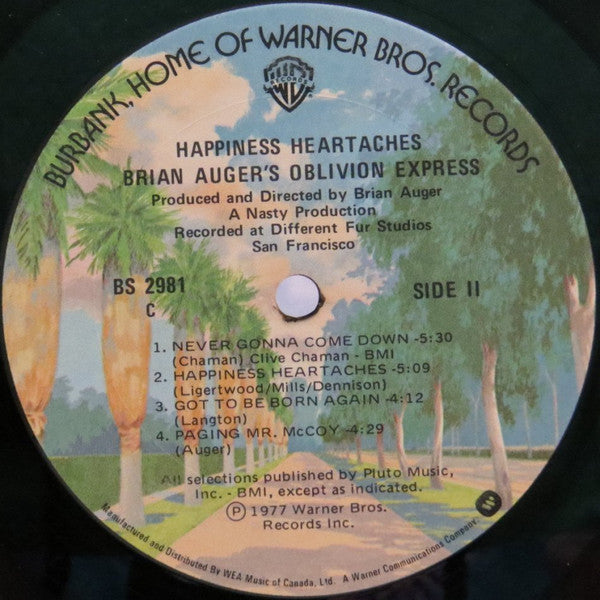 BURBANK, HOME OF WARNER BROS. RECORDS
RECORDS
HAPPINESS HEARTACHES
BRIAN AUGER'S OBLIVION EXPRESS
Produced and Directed by Brian Auger
A Nasty Production
Recorded at Different Fur Studios
San Francisco
BS 2981
C
SIDE II
1. NEVER GONNA COME DOWN -5:30
(Chaman) Clive Chaman - BMI
2. HAPPINESS HEARTACHES -5:09
(Ligertwood/Mills/Dennison)
3. GOT TO BE BORN AGAIN -4:12
(Langton)
4. PAGING MR. McCOY -4:29
(Auger)
All selections published by Pluto Music,
Inc. - BMI, except as indicated.
Ⓟ 1977 Warner Bros.
Records Inc.
Manufactured and Distributed By WEA Music of Canada, Ltd. A Warner Communications Company